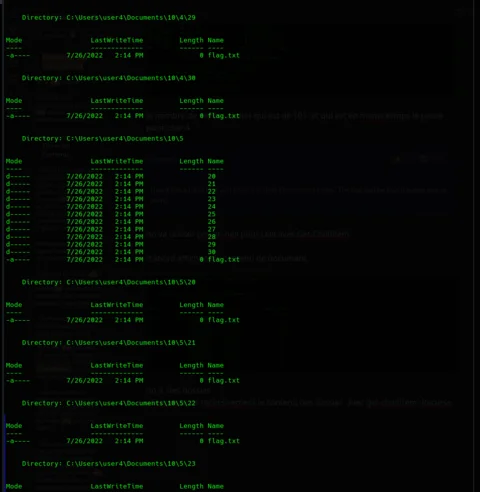 Directory: C:\Users\user4\Documents\10\4\29
Mode LastWriteTime Length Name
---- ------------- ------ ----
-a---- 7/26/2022 2:14 PM 0 flag.txt
Directory: C:\Users\user4\Documents\10\4\30
Mode LastWriteTime Length Name
---- ------------- ------ ----
-a---- 7/26/2022 2:14 PM 0 flag.txt
Directory: C:\Users\user4\Documents\10\5
Mode LastWriteTime Length Name
---- ------------- ------ ----
d----- 7/26/2022 2:14 PM 20
d----- 7/26/2022 2:14 PM 21
d----- 7/26/2022 2:14 PM 22
d----- 7/26/2022 2:14 PM 23
d----- 7/26/2022 2:14 PM 24
d----- 7/26/2022 2:14 PM 25
d----- 7/26/2022 2:14 PM 26
d----- 7/26/2022 2:14 PM 27
d----- 7/26/2022 2:14 PM 28
d----- 7/26/2022 2:14 PM 29
d----- 7/26/2022 2:14 PM 30
-a---- 7/26/2022 2:14 PM 0 flag.txt
Directory: C:\Users\user4\Documents\10\5\20
Mode LastWriteTime Length Name
---- ------------- ------ ----
-a---- 7/26/2022 2:14 PM 0 flag.txt
Directory: C:\Users\user4\Documents\10\5\21
Mode LastWriteTime Length Name
---- ------------- ------ ----
-a---- 7/26/2022 2:14 PM 0 flag.txt
Directory: C:\Users\user4\Documents\10\5\22
Mode LastWriteTime Length Name
---- ------------- ------ ----
-a---- 7/26/2022 2:14 PM 0 flag.txt
Directory: C:\Users\user4\Documents\10\5\23
Mode LastWriteTime Length Name